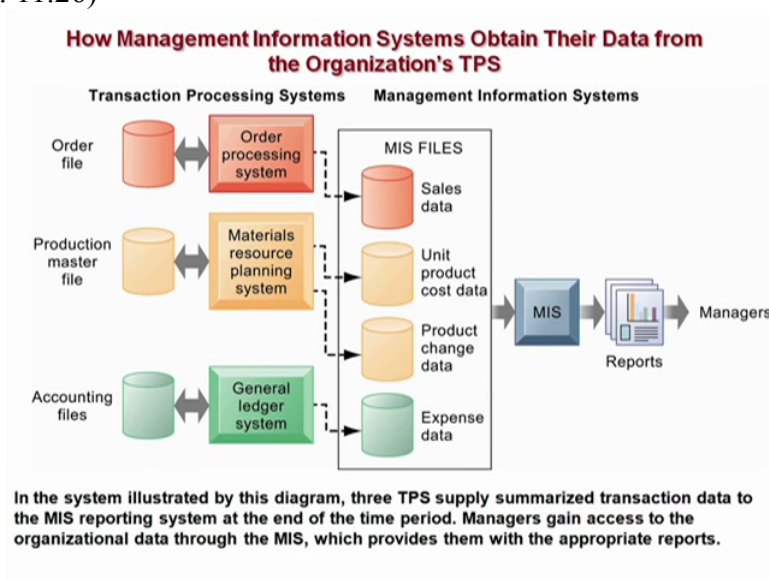 How Management Information Systems Obtain Their Data from
the Organization's TPS
Transaction Processing Systems
Management Information Systems
Order
file
Order
processing
system
MIS FILES
Sales
data
Production
master
file
Materials
resource
planning
system
Unit
product
cost data
Product
change
data
MIS
Reports
Managers
Accounting
files
General
ledger
system
Expense
data
In the system illustrated by this diagram, three TPS supply summarized transaction data to
the MIS reporting system at the end of the time period. Managers gain access to the
organizational data through the MIS, which provides them with the appropriate reports.